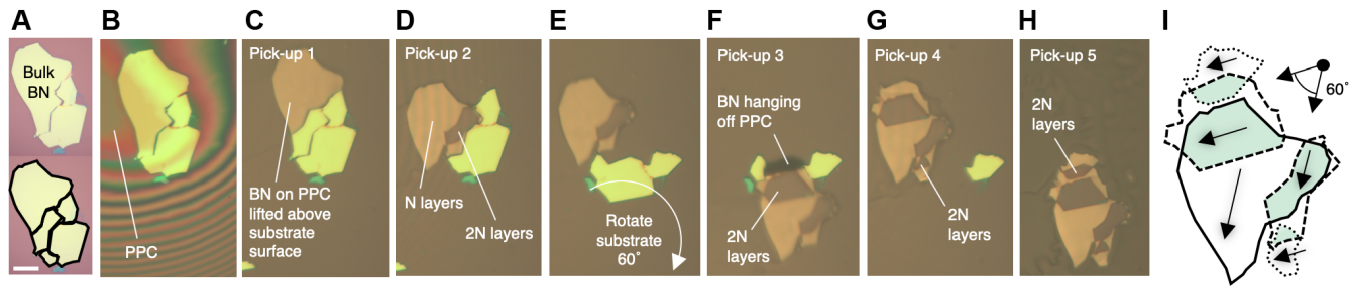 A
B
C
D
E
F
G
H
I
Bulk
BN
PPC
Pick-up 1
BN on PPC
lifted above
substrate
surface
Pick-up 2
N layers
2N layers
Rotate
substrate
60°
Pick-up 3
BN hanging
off PPC
2N
layers
Pick-up 4
2N
layers
Pick-up 5
2N
layers
60°